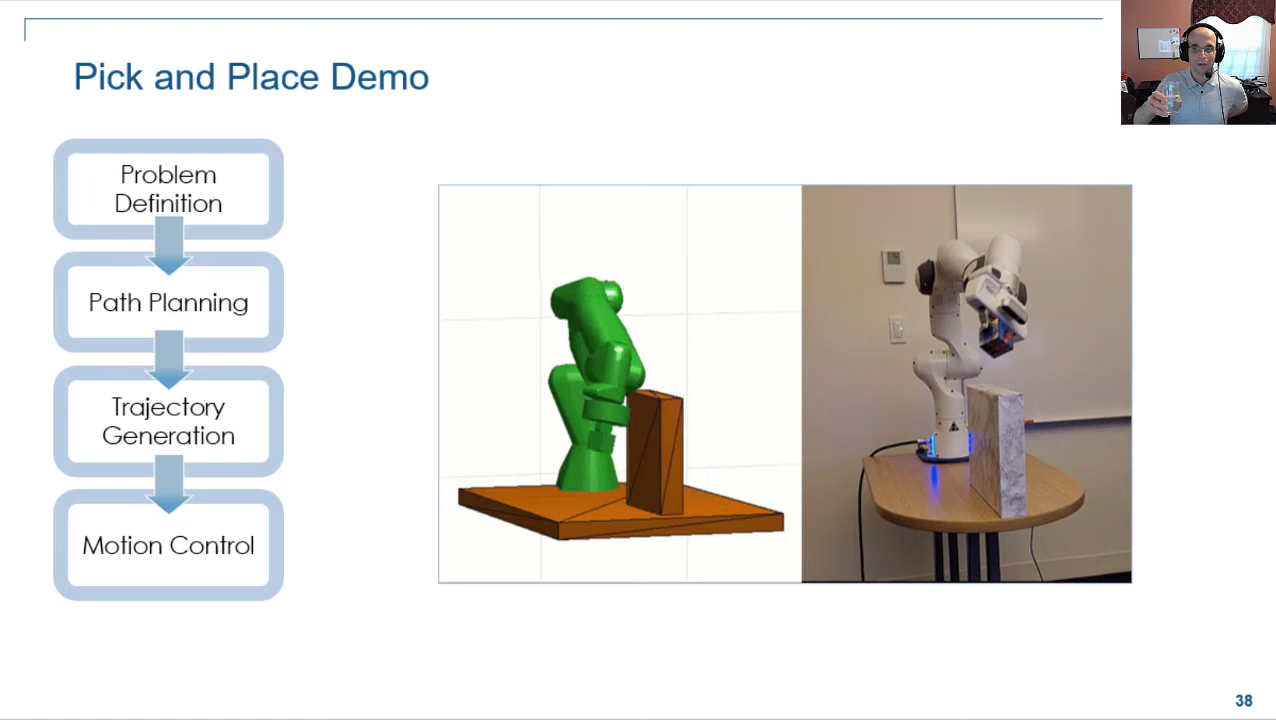 Pick and Place Demo
Problem
Definition
Path Planning
Trajectory
Generation
Motion Control
38